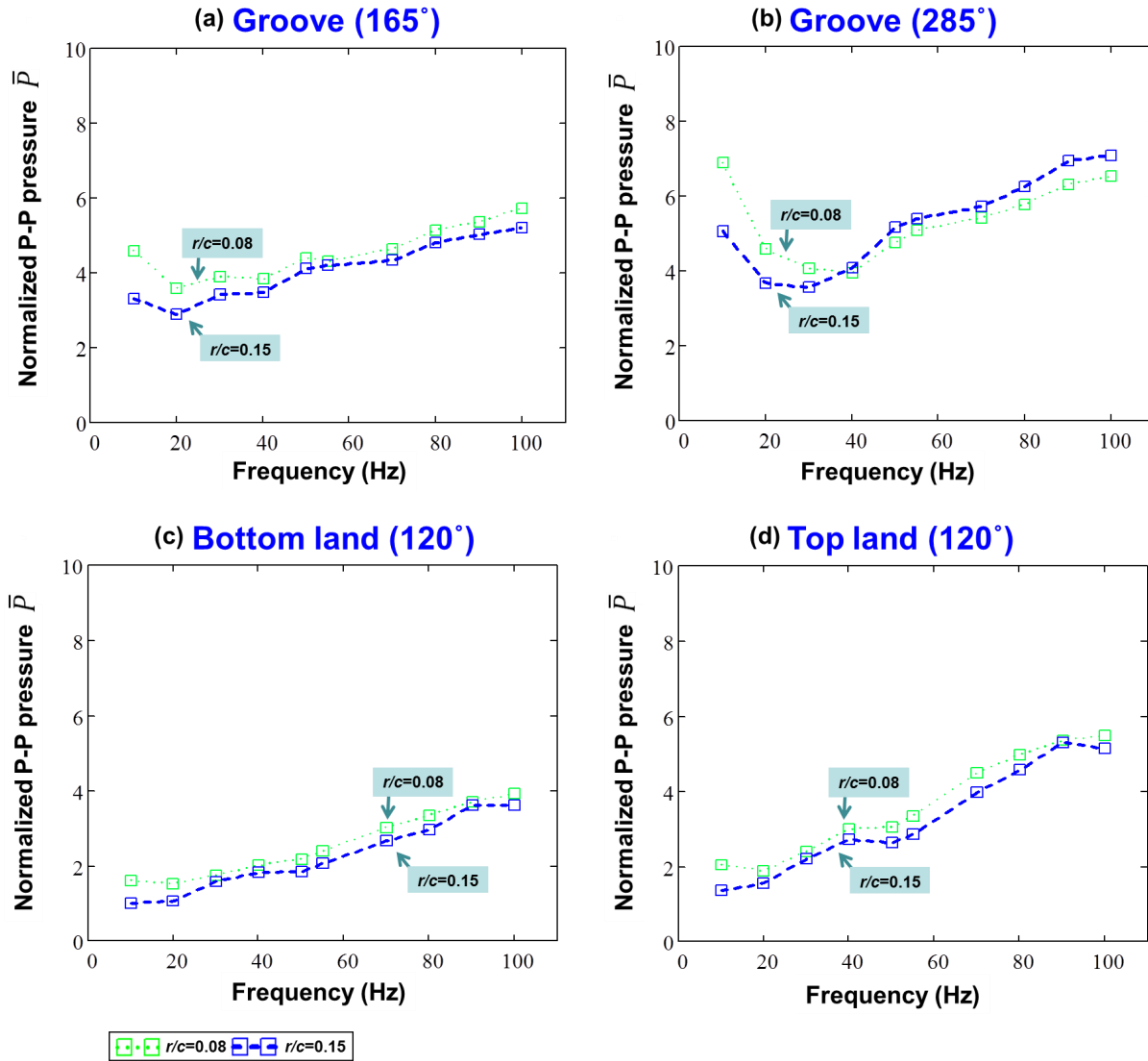 (a) Groove (165˚)
Normalized P-P pressure P̅
10
8
6
4
2
0
r/c=0.08
r/c=0.15
0 20 40 60 80 100
Frequency (Hz)
(b) Groove (285˚)
Normalized P-P pressure P̅
10
8
6
4
2
0
r/c=0.08
r/c=0.15
0 20 40 60 80 100
Frequency (Hz)
(c) Bottom land (120˚)
Normalized P-P pressure P̅
10
8
6
4
2
0
r/c=0.08
r/c=0.15
0 20 40 60 80 100
Frequency (Hz)
(d) Top land (120˚)
Normalized P-P pressure P̅
10
8
6
4
2
0
r/c=0.08
r/c=0.15
0 20 40 60 80 100
Frequency (Hz)
r/c=0.08 r/c=0.15